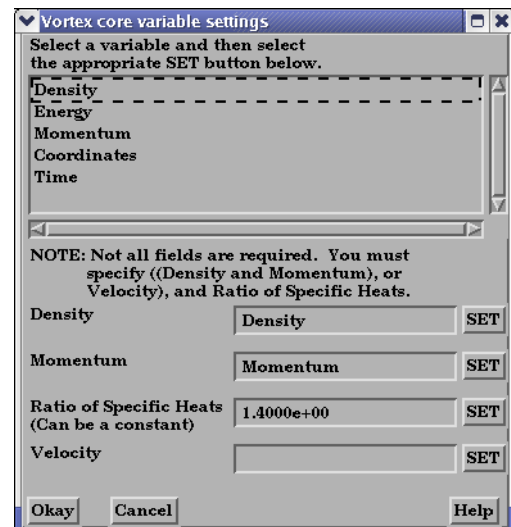 Vortex core variable settings
Select a variable and then select
the appropriate SET button below.
Density
Energy
Momentum
Coordinates
Time
NOTE: Not all fields are required. You must
specify ((Density and Momentum), or
Velocity), and Ratio of Specific Heats.
Density Density SET
Momentum Momentum SET
Ratio of Specific Heats 1.4000e+00 SET
(Can be a constant)
Velocity SET
Okay Cancel Help